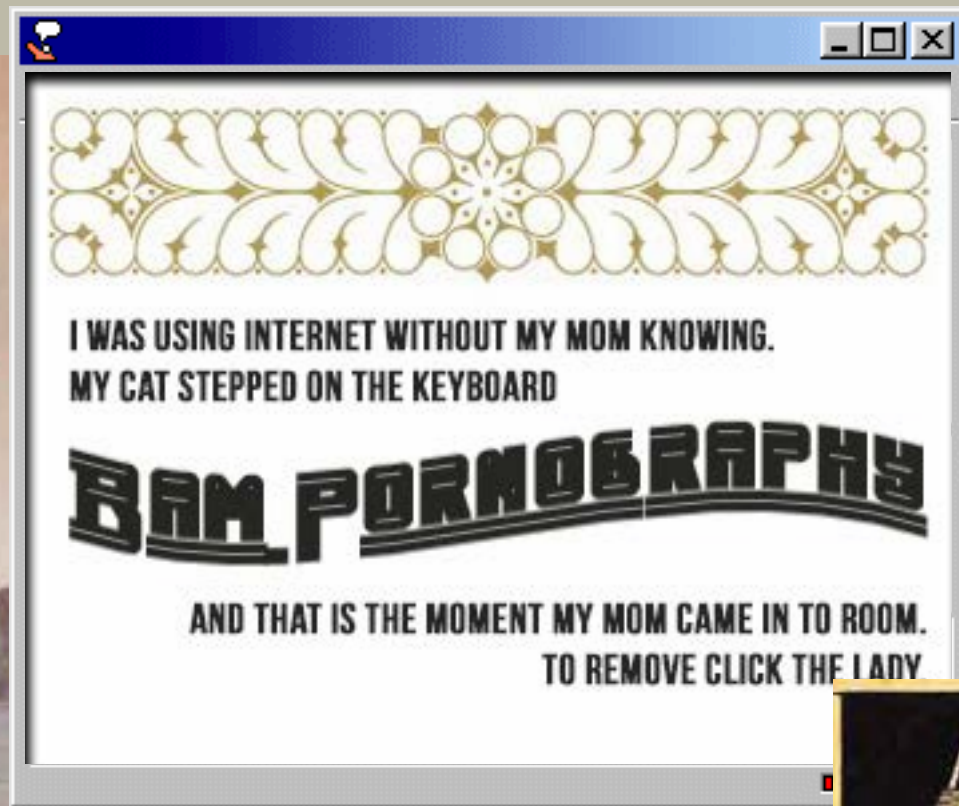 I WAS USING INTERNET WITHOUT MY MOM KNOWING.
MY CAT STEPPED ON THE KEYBOARD
BAM PORNOGRAPHY
AND THAT IS THE MOMENT MY MOM CAME IN TO ROOM.
TO REMOVE CLICK THE LADY.